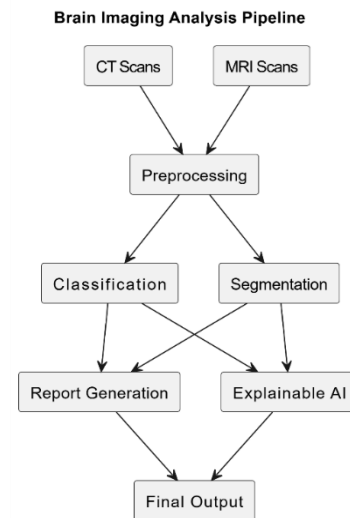 Brain Imaging Analysis Pipeline
CT Scans
MRI Scans
Preprocessing
Classification
Segmentation
Report Generation
Explainable AI
Final Output